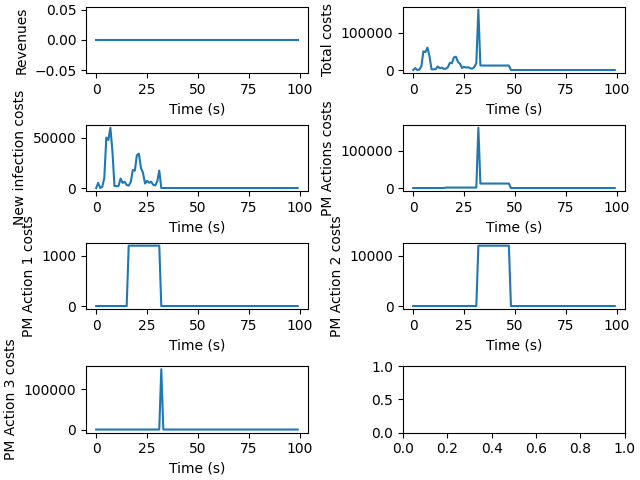 Revenues
0.05
0.00
−0.05
0 25 50 75 100
Time (s)
Total costs
100000
0
0 25 50 75 100
Time (s)
New infection costs
50000
0
0 25 50 75 100
Time (s)
PM Actions costs
100000
0
0 25 50 75 100
Time (s)
PM Action 1 costs
1000
0
0 25 50 75 100
Time (s)
PM Action 2 costs
10000
0
0 25 50 75 100
Time (s)
PM Action 3 costs
100000
0
0 25 50 75 100
Time (s)
1.0
0.5
0.0
0.0 0.2 0.4 0.6 0.8 1.0